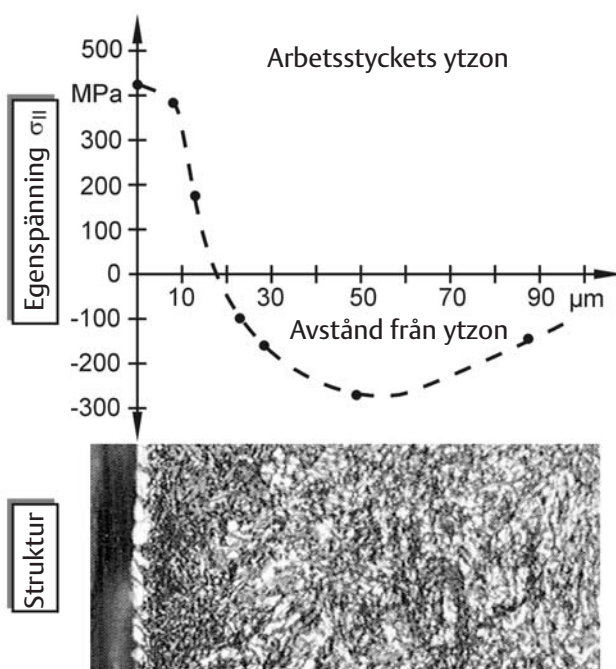 Arbetsstyckets ytzon
Egenspänning σII
500
MPa
300
200
100
0
-100
-200
-300
10
30
50
70
90
µm
Avstånd från ytzon
Struktur